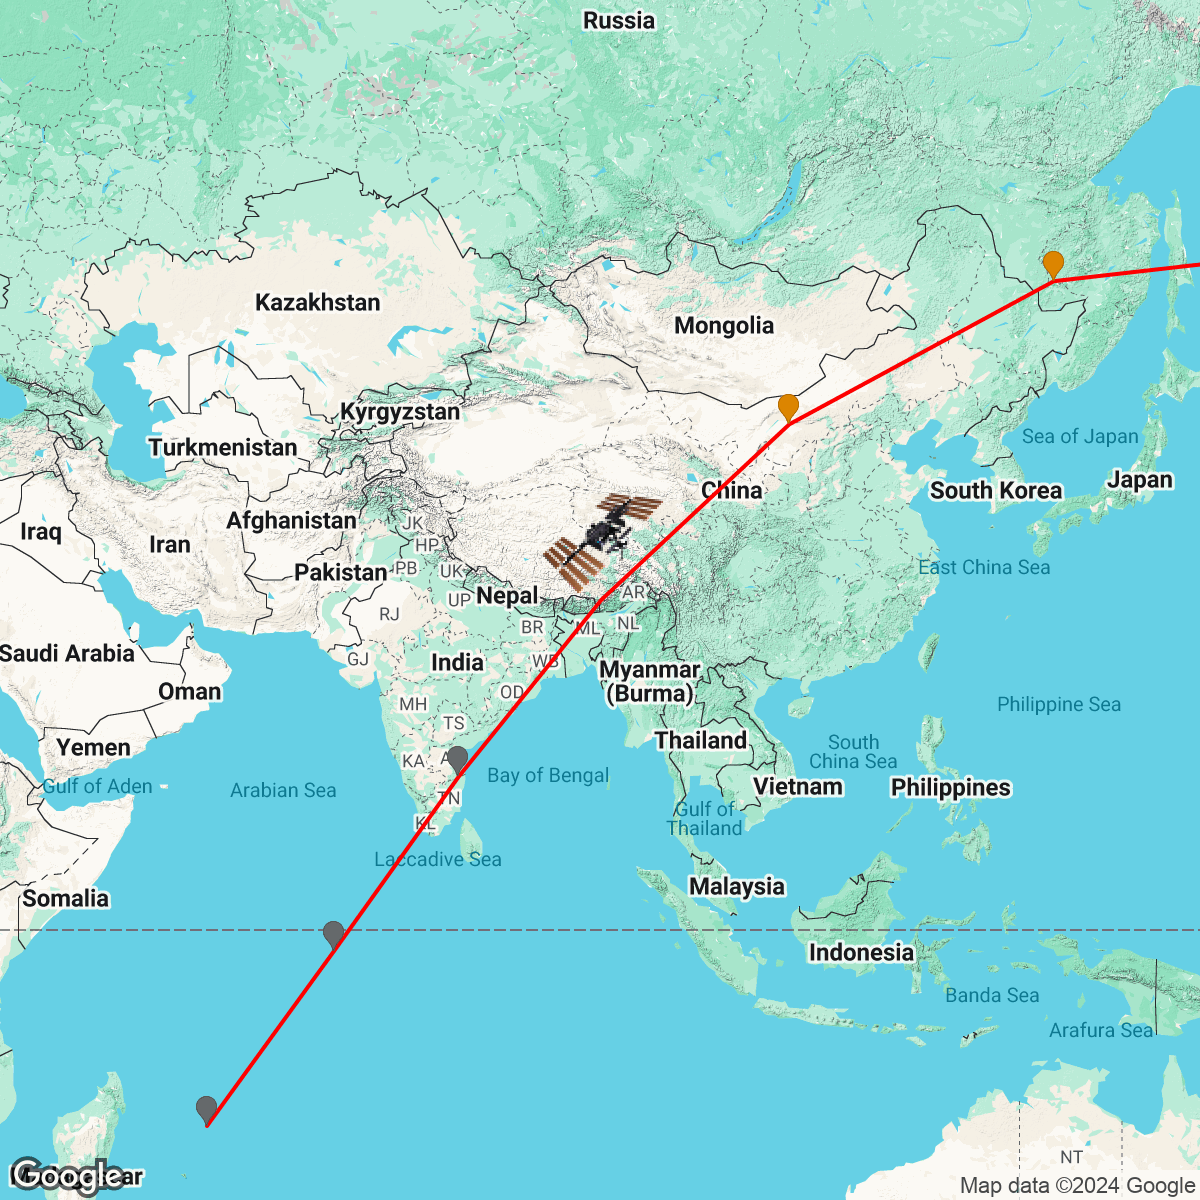 Russia
Kazakhstan
Mongolia
Kyrgyzstan
Turkmenistan
Sea of Japan
China
South Korea
Japan
Afghanistan
JK
Iraq
Iran
HP
Pakistan
PB
UK
East China Sea
Nepal
AR
UP
RJ
BR
ML
NL
Saudi Arabia
GJ
India
WB
Myanmar
(Burma)
Oman
OD
MH
Philippine Sea
TS
Yemen
Thailand
South
China Sea
KA
A
Bay of Bengal
Gulf of Aden
Arabian Sea
Vietnam
Philippines
TN
Gulf of
Thailand
KL
Laccadive Sea
Malaysia
Somalia
Indonesia
Banda Sea
Arafura Sea
NT
Google
Map data ©2024 Google